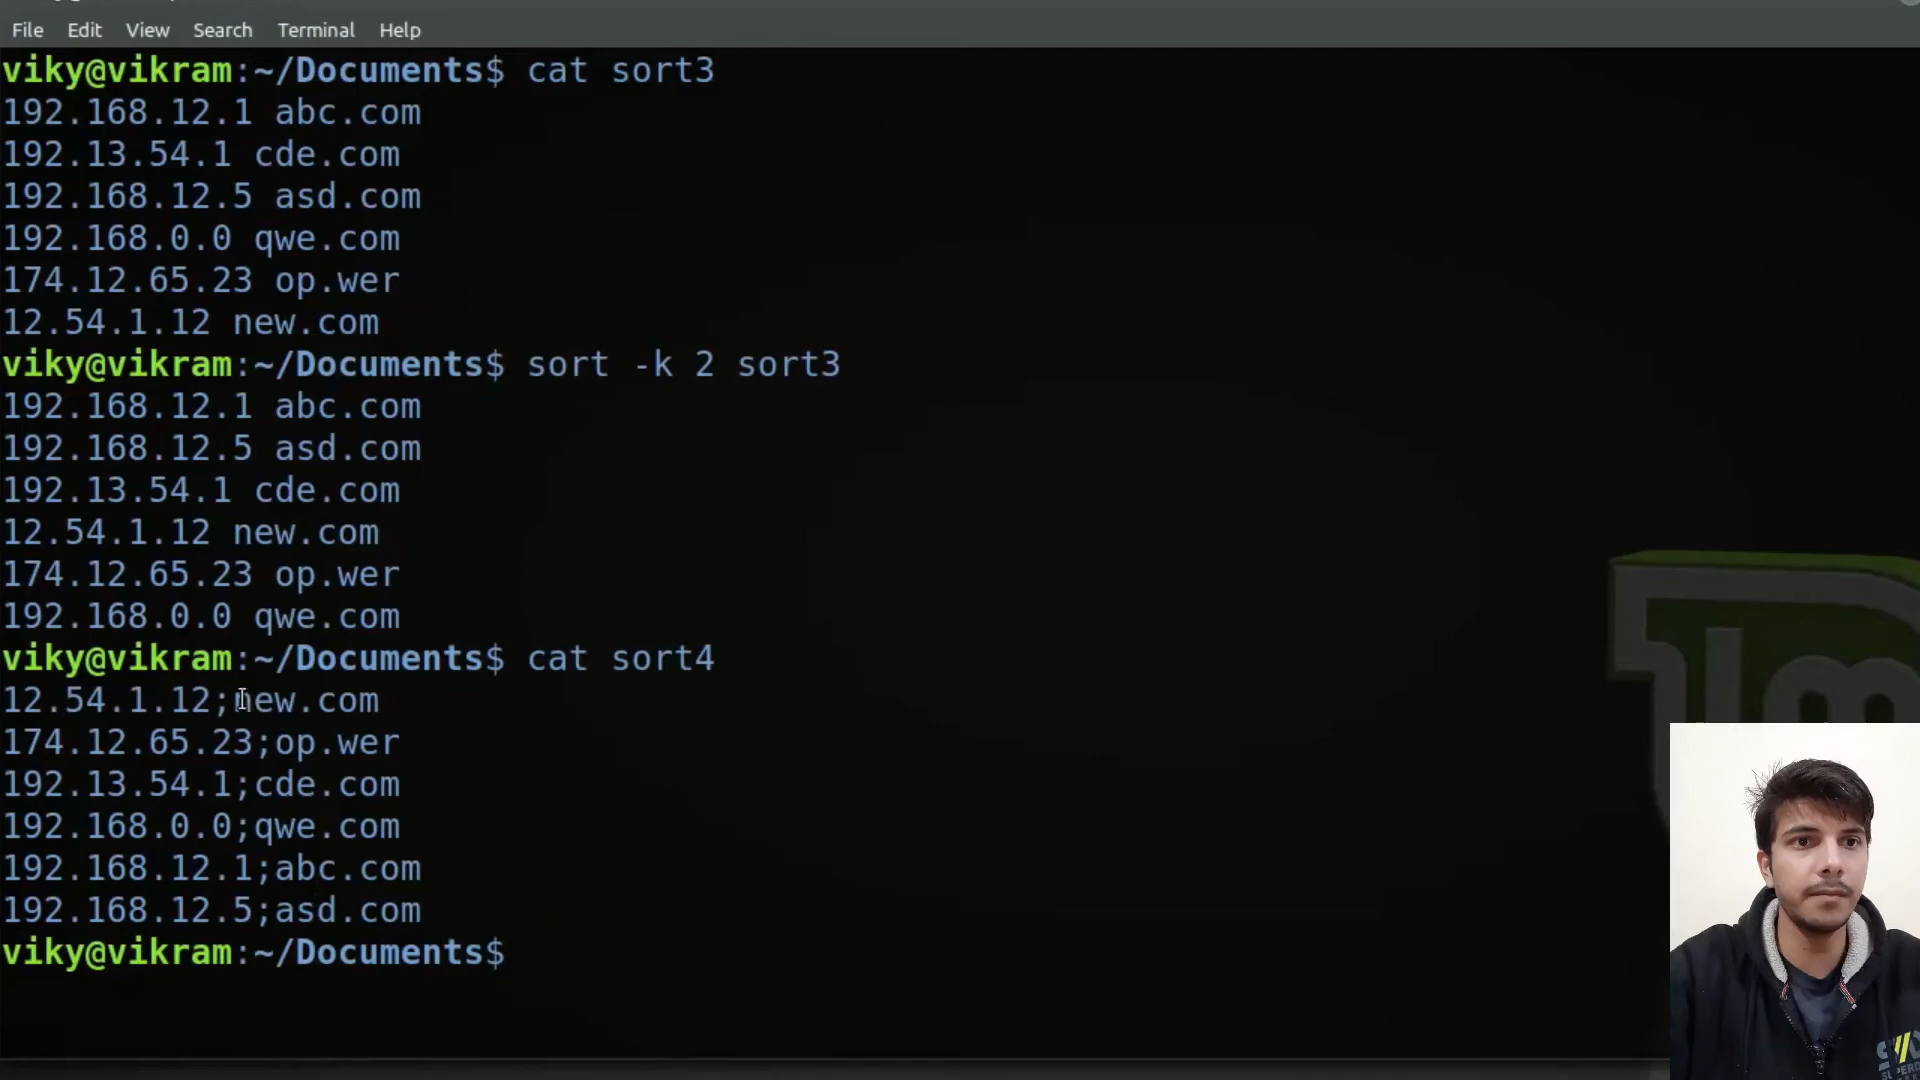 File Edit View Search Terminal Help
viky@vikram:~/Documents$ cat sort3
192.168.12.1 abc.com
192.13.54.1 cde.com
192.168.12.5 asd.com
192.168.0.0 qwe.com
174.12.65.23 op.wer
12.54.1.12 new.com
viky@vikram:~/Documents$ sort -k 2 sort3
192.168.12.1 abc.com
192.168.12.5 asd.com
192.13.54.1 cde.com
12.54.1.12 new.com
174.12.65.23 op.wer
192.168.0.0 qwe.com
viky@vikram:~/Documents$ cat sort4
12.54.1.12;new.com
174.12.65.23;op.wer
192.13.54.1;cde.com
192.168.0.0;qwe.com
192.168.12.1;abc.com
192.168.12.5;asd.com
viky@vikram:~/Documents$